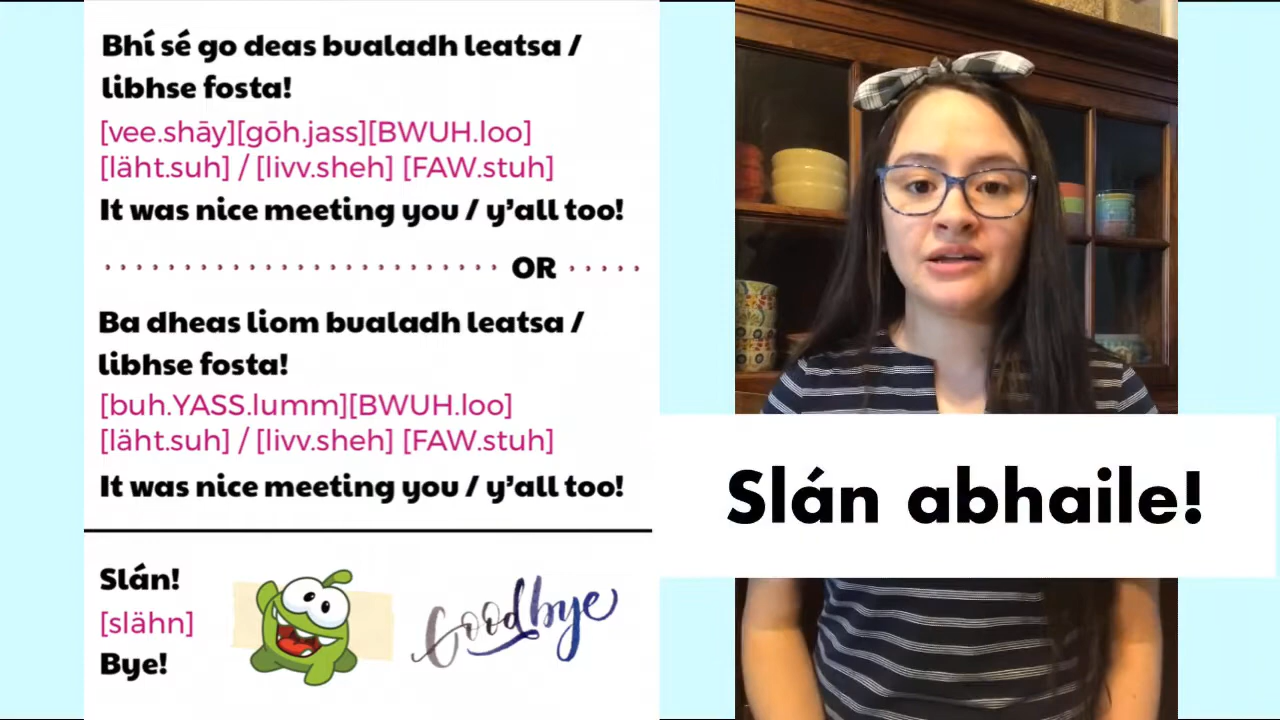 Bhí sé go deas bualadh leatsa /
libhse fosta!
[vee.shāy][gōh.jass][BWUH.loo]
[läht.suh] / [livv.sheh] [FAW.stuh]
It was nice meeting you / y'all too!
OR
Ba dheas liom bualadh leatsa /
libhse fosta!
[buh.YASS.lumm][BWUH.loo]
[läht.suh] / [livv.sheh] [FAW.stuh]
It was nice meeting you / y'all too!
Slán!
[slähn]
Bye!
Goodbye
Slán abhaile!